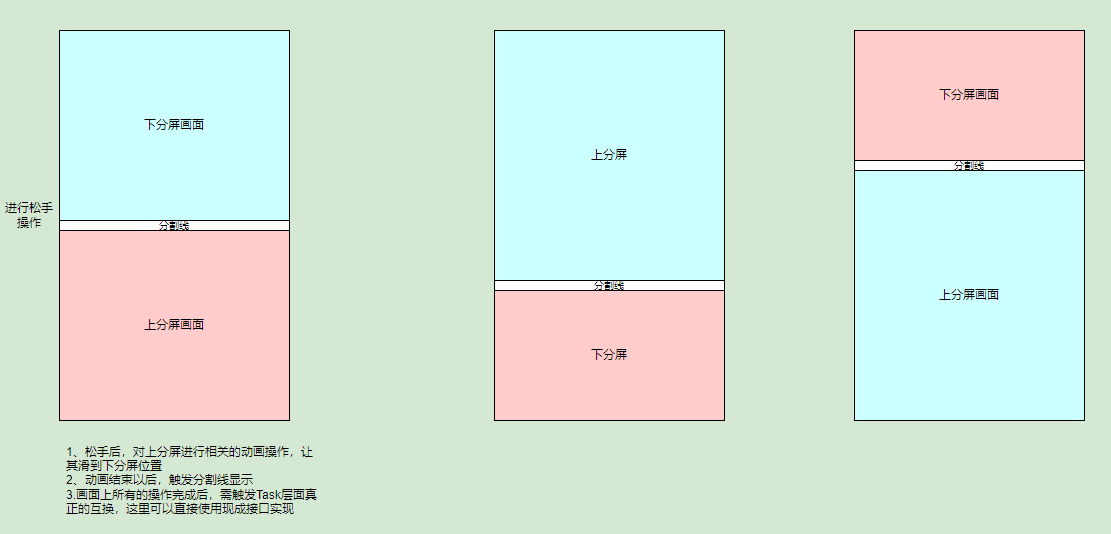 下分屏画面
进行松手
操作
分割线
上分屏画面
上分屏
分割线
下分屏
下分屏画面
分割线
上分屏画面
1、松手后，对上分屏进行相关的动画操作，让
其滑到下分屏位置
2、动画结束以后，触发分割线显示
3.画面上所有的操作完成后，需触发Task层面真
正的互换，这里可以直接使用现成接口实现